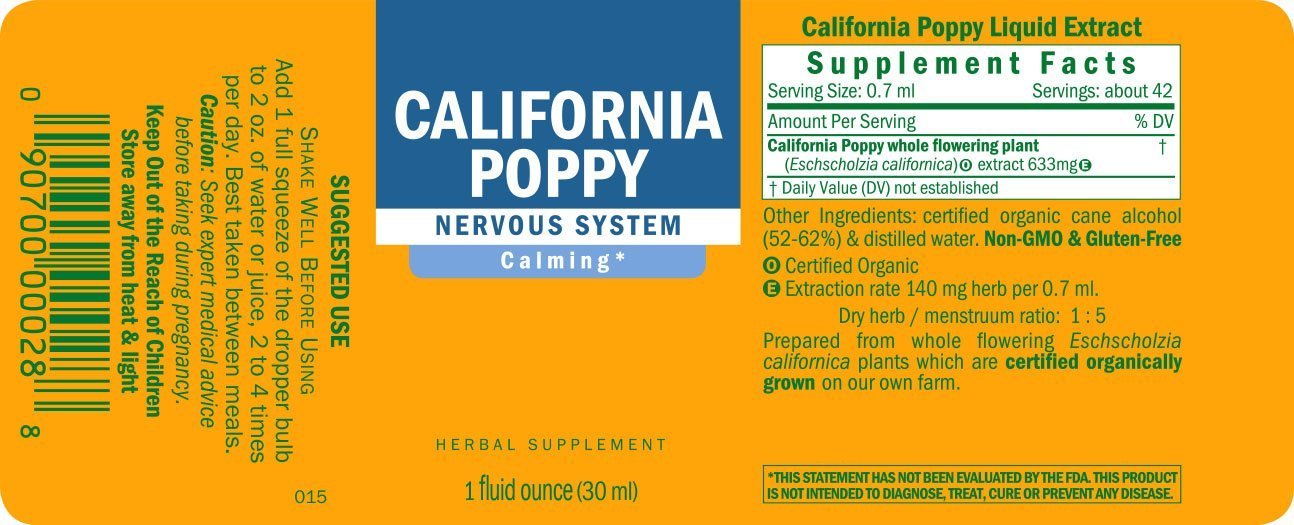 SUGGESTED USE
SHAKE WELL BEFORE USING
Add 1 full squeeze of the dropper bulb
to 2 oz. of water or juice, 2 to 4 times
per day. Best taken between meals.
Caution: Seek expert medical advice
before taking during pregnancy.
Keep Out of the Reach of Children
Store away from heat & light
0 90700 00028 8
015
CALIFORNIA
POPPY
NERVOUS SYSTEM
Calming*
HERBAL SUPPLEMENT
1 fluid ounce (30 ml)
California Poppy Liquid Extract
Supplement Facts
Serving Size: 0.7 ml Servings: about 42
Amount Per Serving % DV
California Poppy whole flowering plant †
(Eschscholzia californica) O extract 633mg E
† Daily Value (DV) not established
Other Ingredients: certified organic cane alcohol
(52-62%) & distilled water. Non-GMO & Gluten-Free
O Certified Organic
E Extraction rate 140 mg herb per 0.7 ml.
Dry herb / menstruum ratio: 1 : 5
Prepared from whole flowering Eschscholzia
californica plants which are certified organically
grown on our own farm.
*THIS STATEMENT HAS NOT BEEN EVALUATED BY THE FDA. THIS PRODUCT
IS NOT INTENDED TO DIAGNOSE, TREAT, CURE OR PREVENT ANY DISEASE.